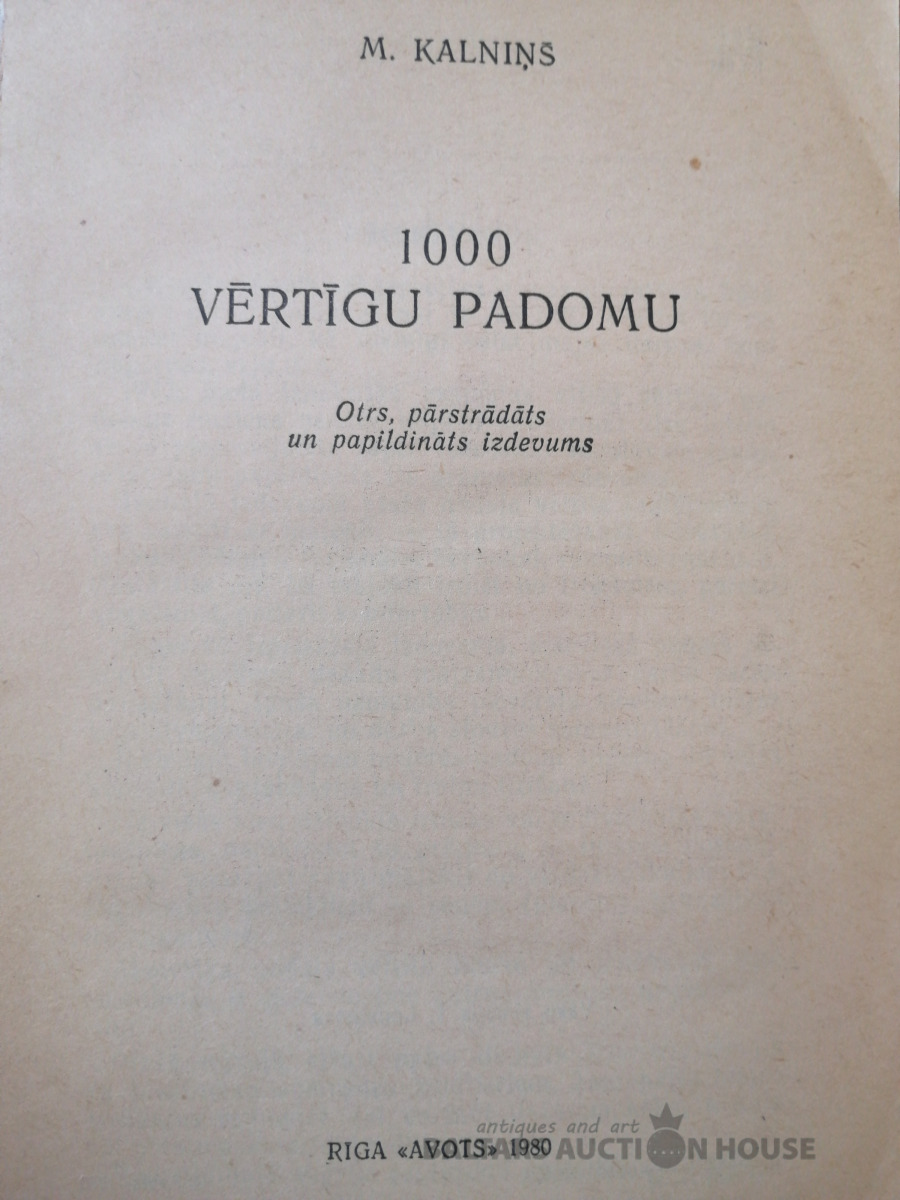 M. KALNIŅŠ
1000
VĒRTĪGU PADOMU
Otrs, pārstrādāts
un papildināts izdevums
antiques and art
AUCTION HOUSE
RIGA «AVOTS» 1980